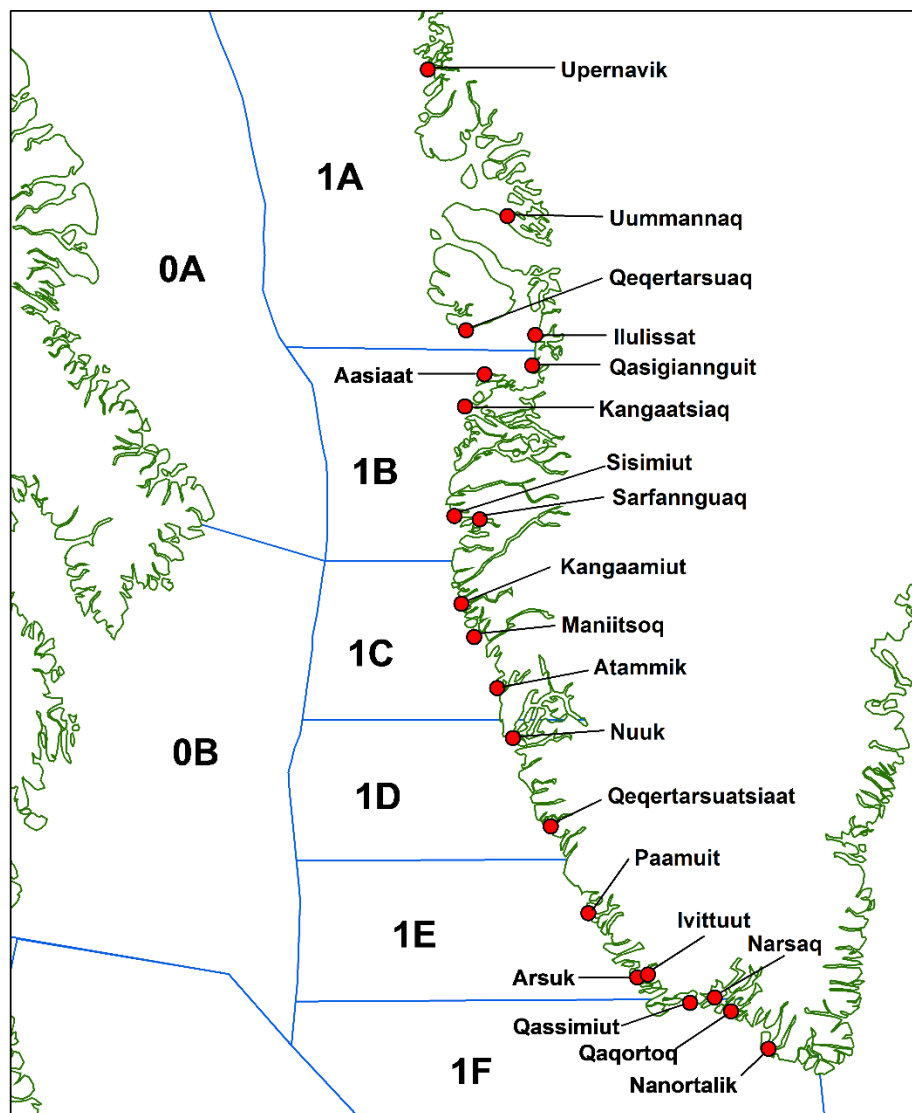 Upernavik
1A
Uummannaq
0A
Qeqertarsuaq
Ilulissat
Aasiaat
Qasigiannguit
Kangaatsiaq
1B
Sisimiut
Sarfannguaq
Kangaamiut
Maniitsoq
1C
Atammik
Nuuk
0B
1D
Qeqertarsuatsiaat
Paamuit
Ivittuut
1E
Narsaq
Arsuk
Qassimiut
Qaqortoq
1F
Nanortalik